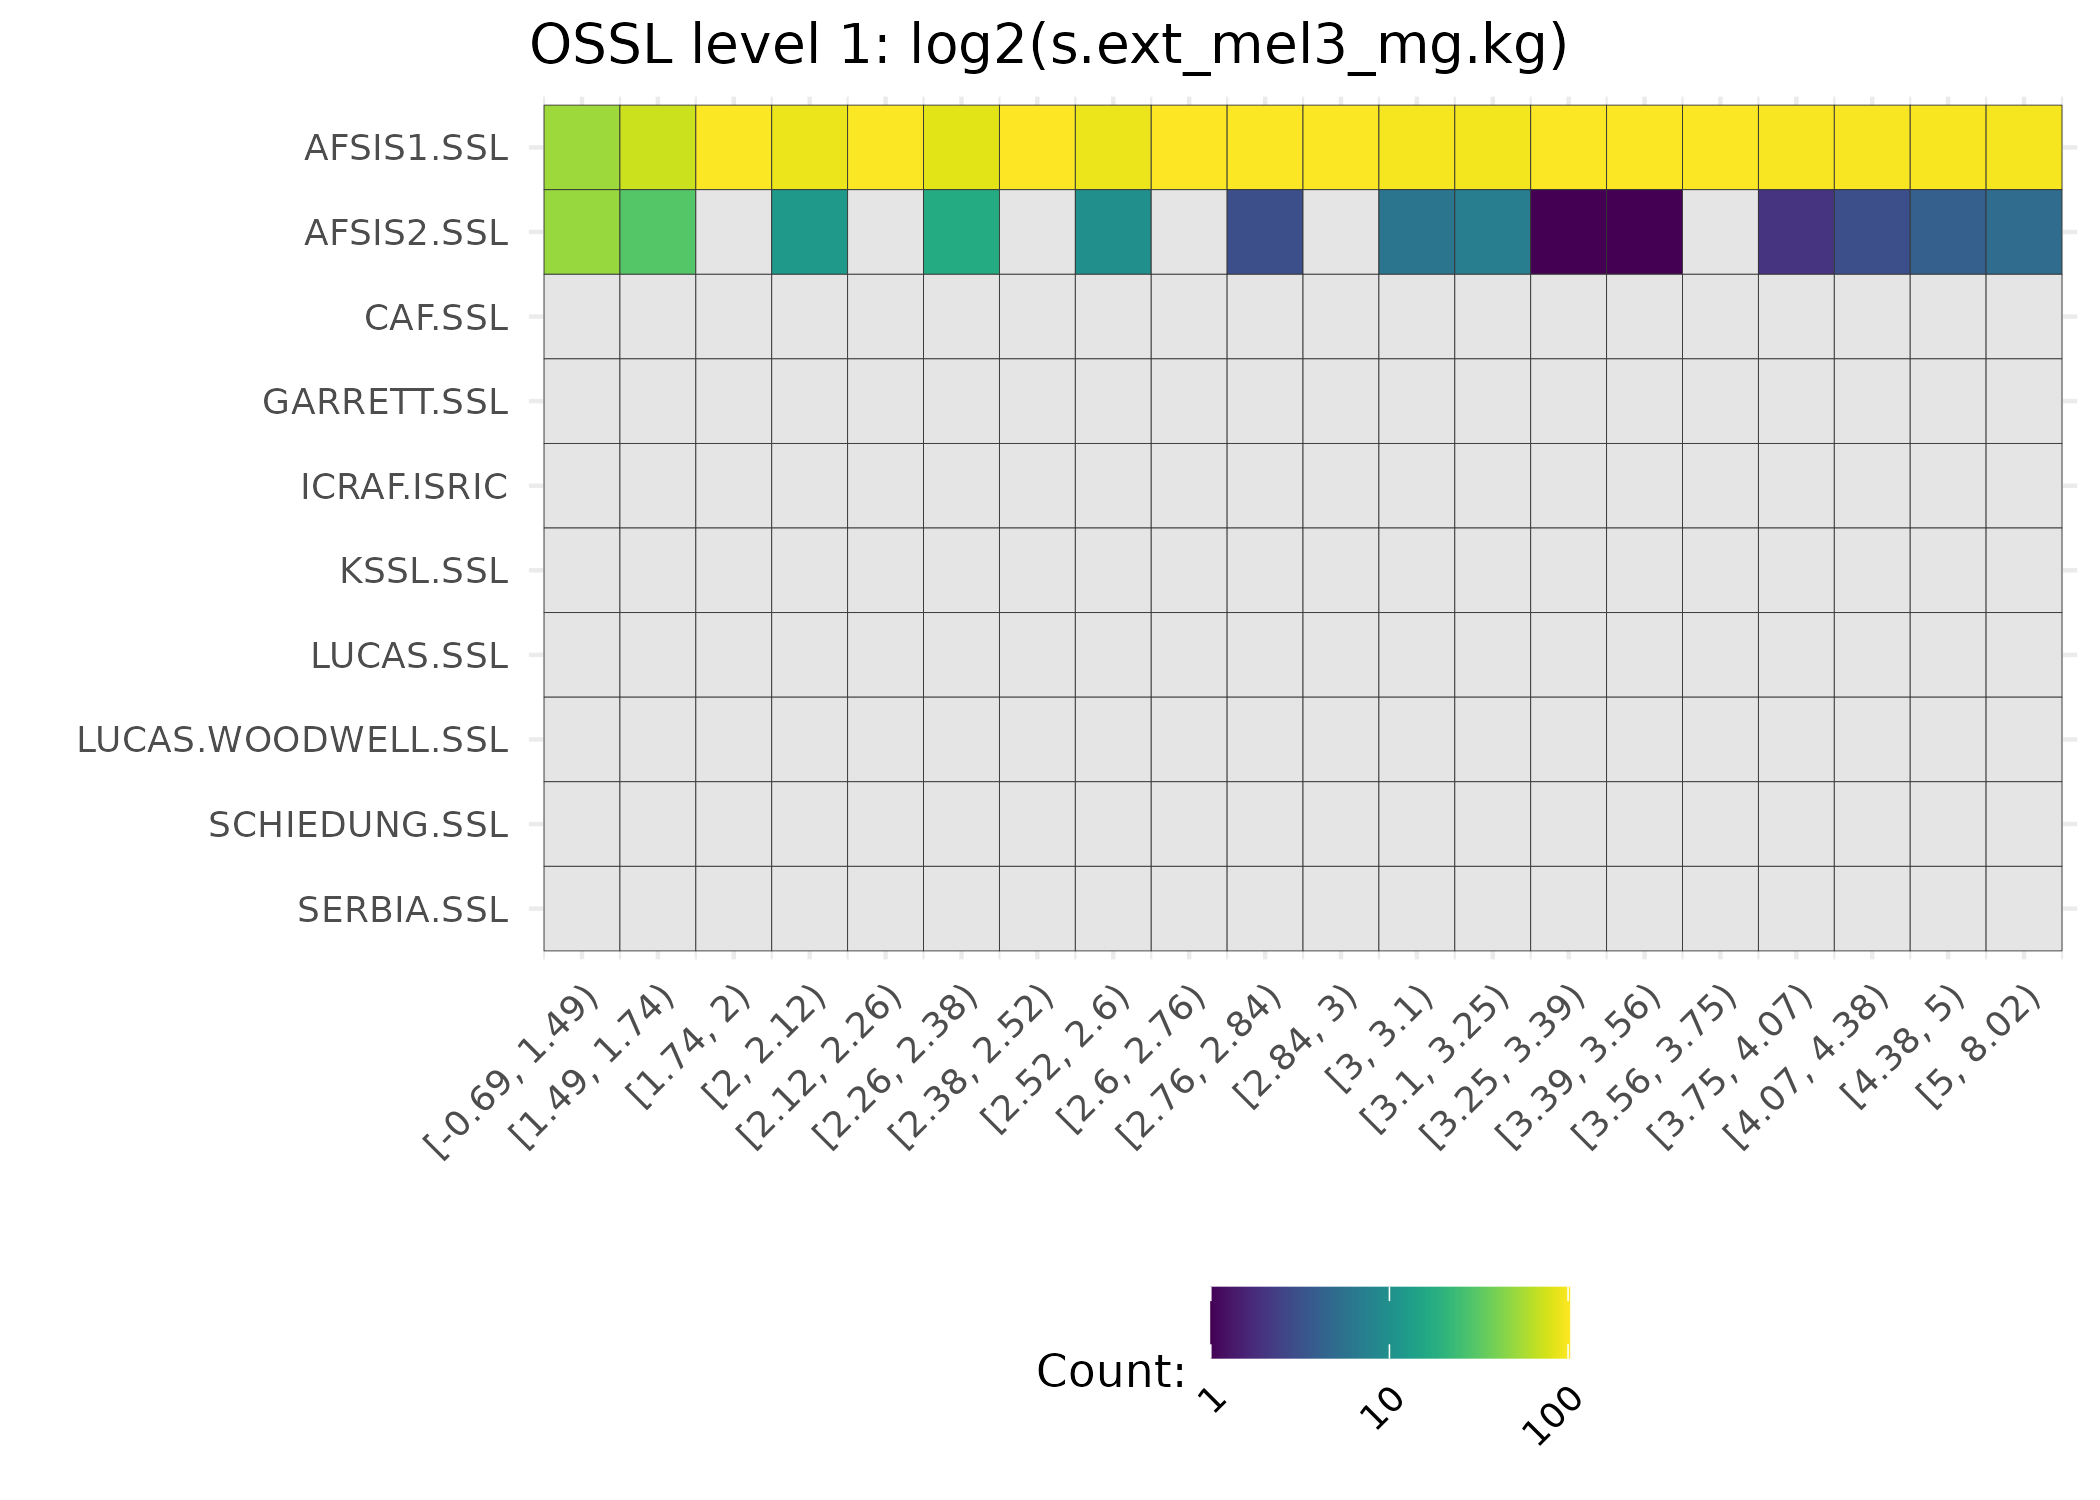 OSSL level 1: log2(s.ext_mel3_mg.kg)
AFSIS1.SSL
AFSIS2.SSL
CAF.SSL
GARRETT.SSL
ICRAF.ISRIC
KSSL.SSL
LUCAS.SSL
LUCAS.WOODWELL.SSL
SCHIEDUNG.SSL
SERBIA.SSL
[-0.69, 1.49)
[1.49, 1.74)
[1.74, 2)
[2, 2.12)
[2.12, 2.26)
[2.26, 2.38)
[2.38, 2.52)
[2.52, 2.6)
[2.6, 2.76)
[2.76, 2.84)
[2.84, 3)
[3, 3.1)
[3.1, 3.25)
[3.25, 3.39)
[3.39, 3.56)
[3.56, 3.75)
[3.75, 4.07)
[4.07, 4.38)
[4.38, 5)
[5, 8.02)
Count:
1
10
100